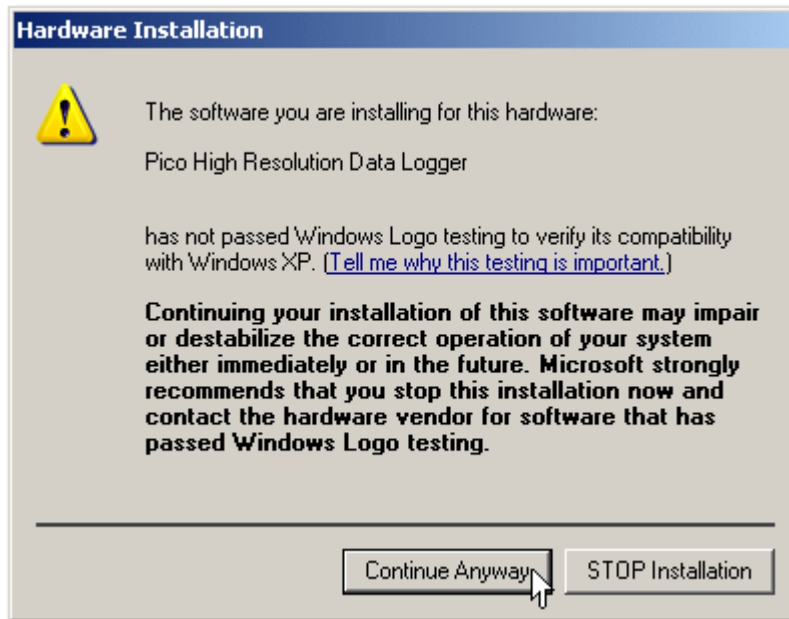 Hardware Installation
The software you are installing for this hardware:
Pico High Resolution Data Logger
has not passed Windows Logo testing to verify its compatibility
with Windows XP. (Tell me why this testing is important.)
Continuing your installation of this software may impair
or destabilize the correct operation of your system
either immediately or in the future. Microsoft strongly
recommends that you stop this installation now and
contact the hardware vendor for software that has
passed Windows Logo testing.
Continue Anyway
STOP Installation